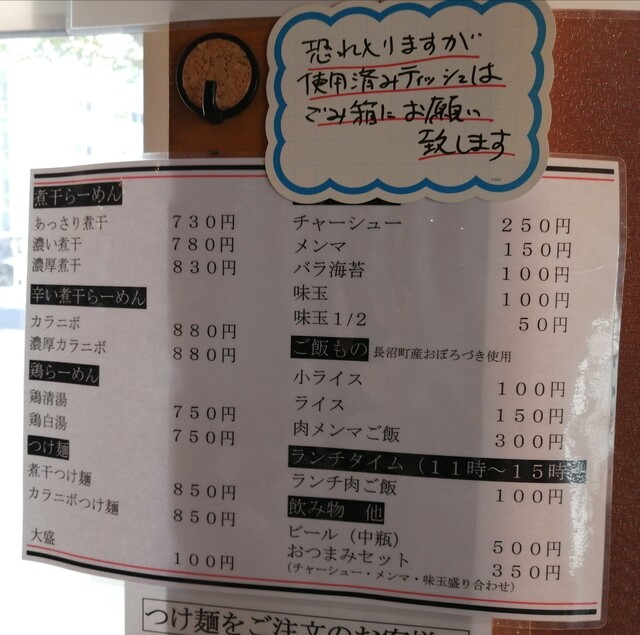 恐れ入りますが
使用済みティッシュは
ごみ箱にお願い
致します
煮干らーめん
あっさり煮干 730円
濃い煮干 780円
濃厚煮干 830円
辛い煮干らーめん
カラニボ 880円
濃厚カラニボ 880円
鶏らーめん
鶏清湯 750円
鶏白湯 750円
つけ麺
煮干つけ麺 850円
カラニボつけ麺 850円
大盛 100円
チャーシュー 250円
メンマ 150円
バラ海苔 100円
味玉 100円
味玉1/2 50円
ご飯もの 長沼町産おぼろづき使用
小ライス 100円
ライス 150円
肉メンマご飯 300円
ランチタイム(11時～15時
ランチ肉ご飯 100円
飲み物 他
ビール(中瓶) 500円
おつまみセット 350円
(チャーシュー・メンマ・味玉盛り合わせ)
つけ麺をご注文のお客様